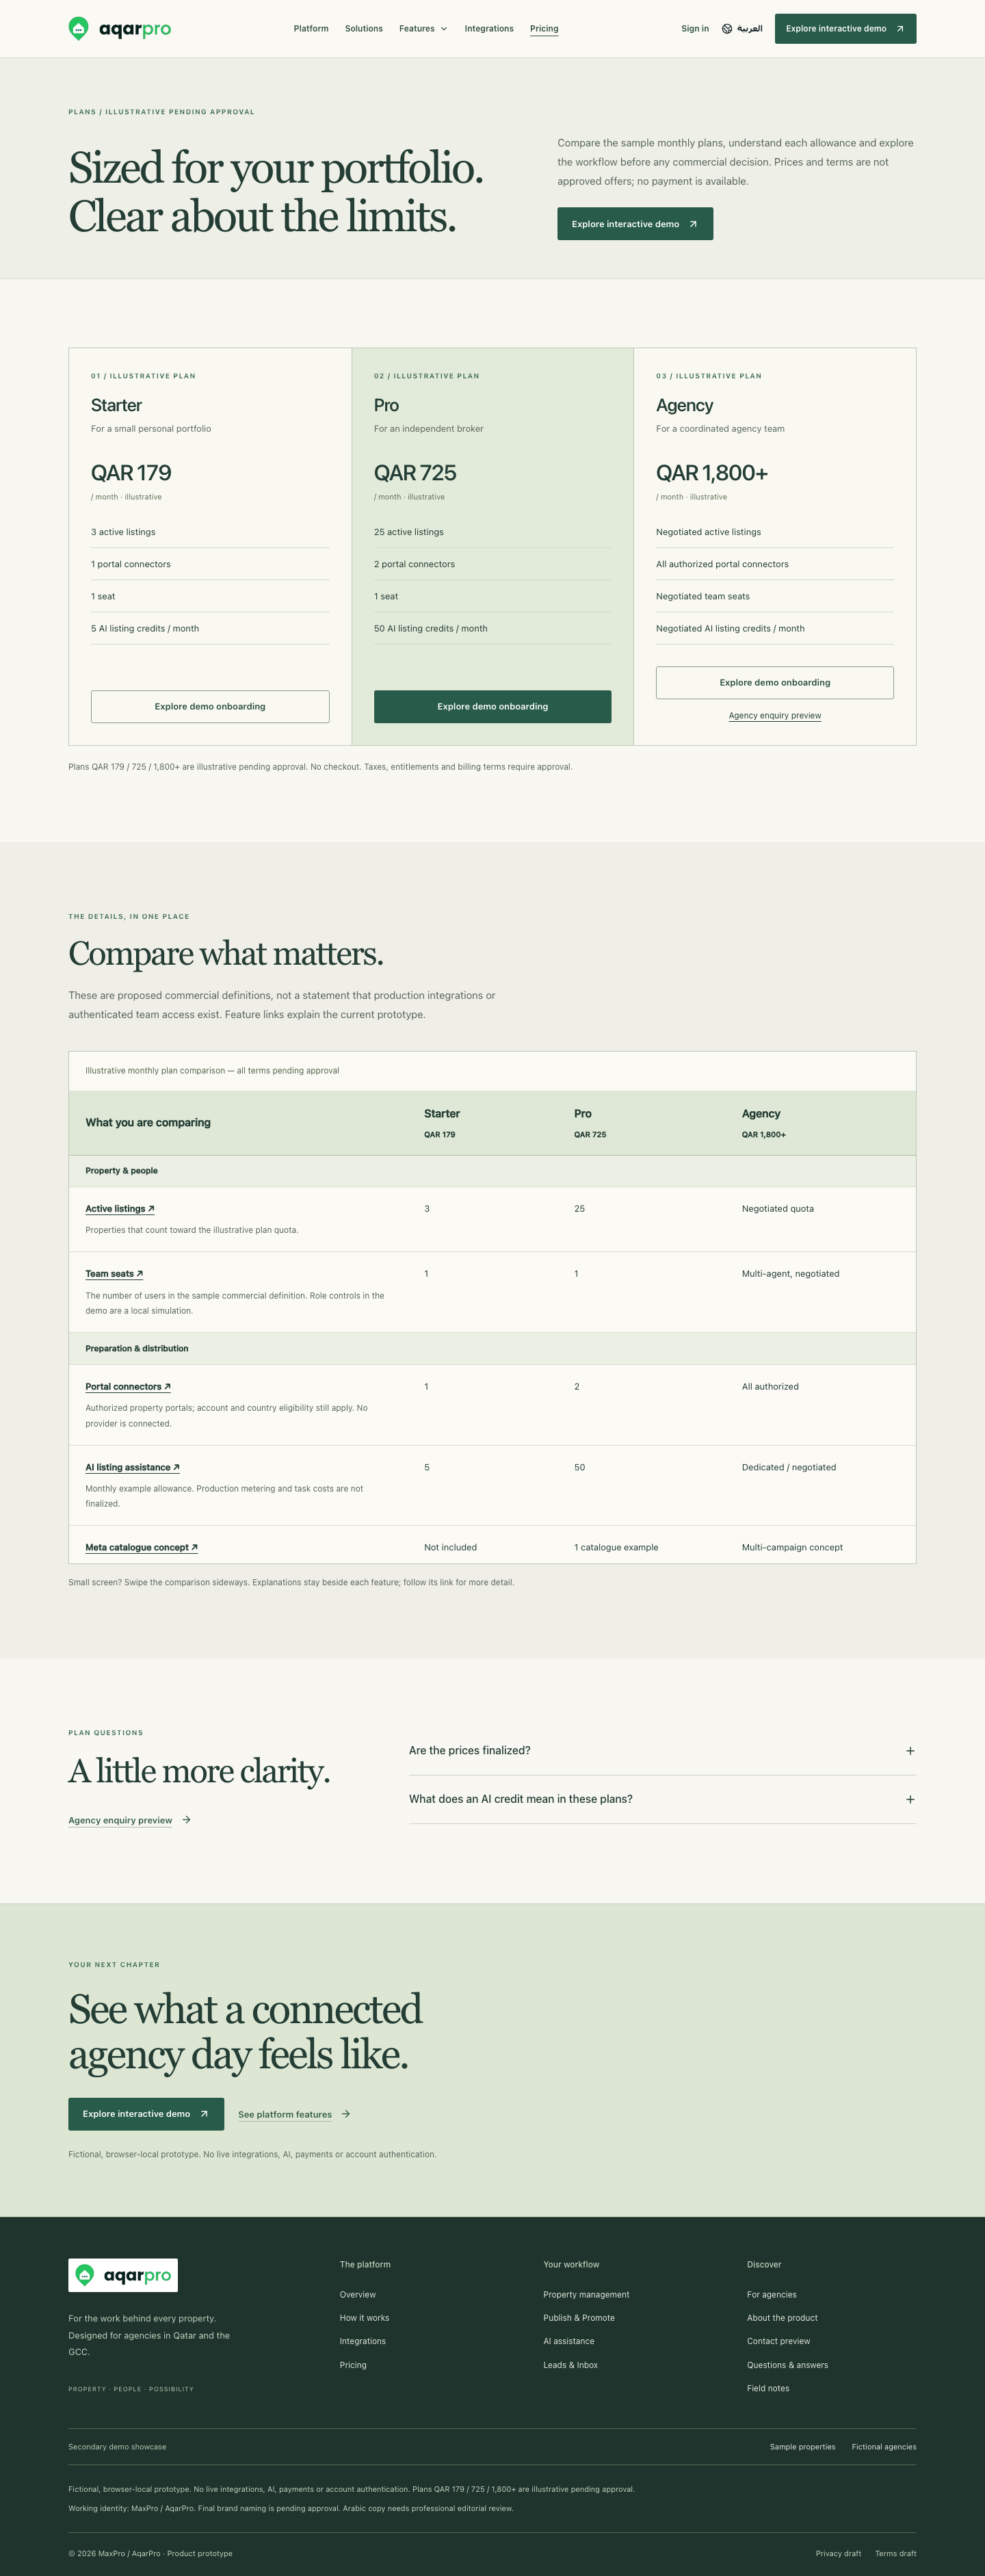 aqarpro
Platform
Solutions
Features
Integrations
Pricing
Sign in
العربية
Explore interactive demo
PLANS / ILLUSTRATIVE PENDING APPROVAL
Sized for your portfolio.
Clear about the limits.
Compare the sample monthly plans, understand each allowance and explore
the workflow before any commercial decision. Prices and terms are not
approved offers; no payment is available.
Explore interactive demo
01 / ILLUSTRATIVE PLAN
Starter
For a small personal portfolio
QAR 179
/ month · illustrative
3 active listings
1 portal connectors
1 seat
5 AI listing credits / month
Explore demo onboarding
02 / ILLUSTRATIVE PLAN
Pro
For an independent broker
QAR 725
/ month · illustrative
25 active listings
2 portal connectors
1 seat
50 AI listing credits / month
Explore demo onboarding
03 / ILLUSTRATIVE PLAN
Agency
For a coordinated agency team
QAR 1,800+
/ month · illustrative
Negotiated active listings
All authorized portal connectors
Negotiated team seats
Negotiated AI listing credits / month
Explore demo onboarding
Agency enquiry preview
Plans QAR 179 / 725 / 1,800+ are illustrative pending approval. No checkout. Taxes, entitlements and billing terms require approval.
THE DETAILS, IN ONE PLACE
Compare what matters.
These are proposed commercial definitions, not a statement that production integrations or
authenticated team access exist. Feature links explain the current prototype.
Illustrative monthly plan comparison — all terms pending approval
What you are comparing
Starter
QAR 179
Pro
QAR 725
Agency
QAR 1,800+
Property & people
Active listings ↗
3
25
Negotiated quota
Properties that count toward the illustrative plan quota.
Team seats ↗
1
1
Multi-agent, negotiated
The number of users in the sample commercial definition. Role controls in the
demo are a local simulation.
Preparation & distribution
Portal connectors ↗
1
2
All authorized
Authorized property portals; account and country eligibility still apply. No
provider is connected.
AI listing assistance ↗
5
50
Dedicated / negotiated
Monthly example allowance. Production metering and task costs are not
finalized.
Meta catalogue concept ↗
Not included
1 catalogue example
Multi-campaign concept
Small screen? Swipe the comparison sideways. Explanations stay beside each feature; follow its link for more detail.
PLAN QUESTIONS
A little more clarity.
Agency enquiry preview →
Are the prices finalized? +
What does an AI credit mean in these plans? +
YOUR NEXT CHAPTER
See what a connected
agency day feels like.
Explore interactive demo
See platform features →
Fictional, browser-local prototype. No live integrations, AI, payments or account authentication.
aqarpro
For the work behind every property.
Designed for agencies in Qatar and the
GCC.
PROPERTY · PEOPLE · POSSIBILITY
The platform
Overview
How it works
Integrations
Pricing
Your workflow
Property management
Publish & Promote
AI assistance
Leads & Inbox
Discover
For agencies
About the product
Contact preview
Questions & answers
Field notes
Secondary demo showcase
Sample properties
Fictional agencies
Fictional, browser-local prototype. No live integrations, AI, payments or account authentication. Plans QAR 179 / 725 / 1,800+ are illustrative pending approval.
Working identity: MaxPro / AqarPro. Final brand naming is pending approval. Arabic copy needs professional editorial review.
© 2026 MaxPro / AqarPro · Product prototype
Privacy draft
Terms draft